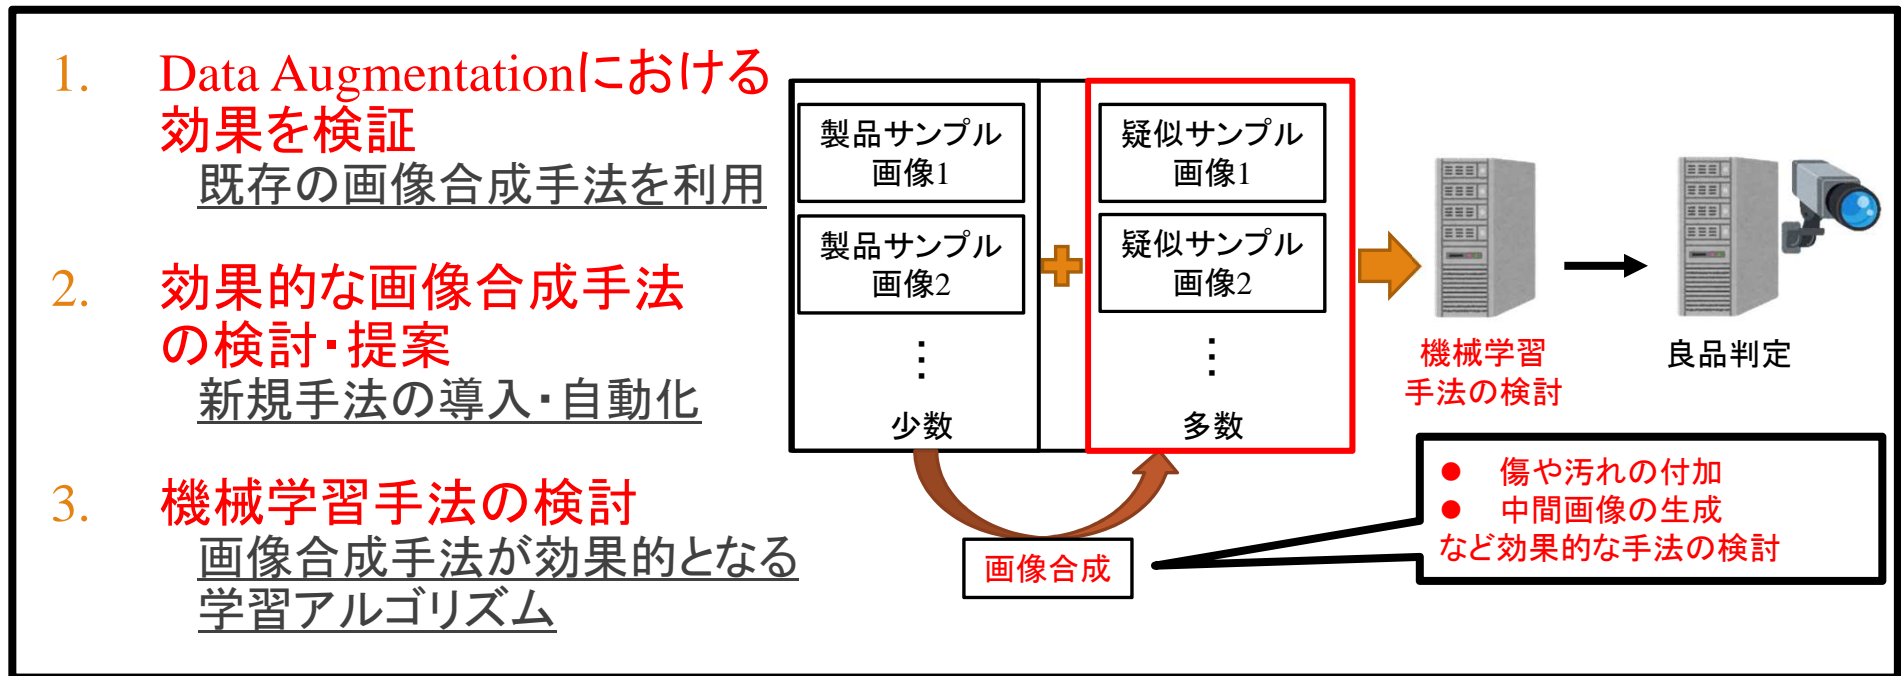 1. Data Augmentationにおける
効果を検証
既存の画像合成手法を利用
2. 効果的な画像合成手法
の検討・提案
新規手法の導入・自動化
3. 機械学習手法の検討
画像合成手法が効果的となる
学習アルゴリズム
製品サンプル
画像1
製品サンプル
画像2
⋮
少数
疑似サンプル
画像1
疑似サンプル
画像2
⋮
多数
機械学習
手法の検討
良品判定
画像合成
● 傷や汚れの付加
● 中間画像の生成
など効果的な手法の検討